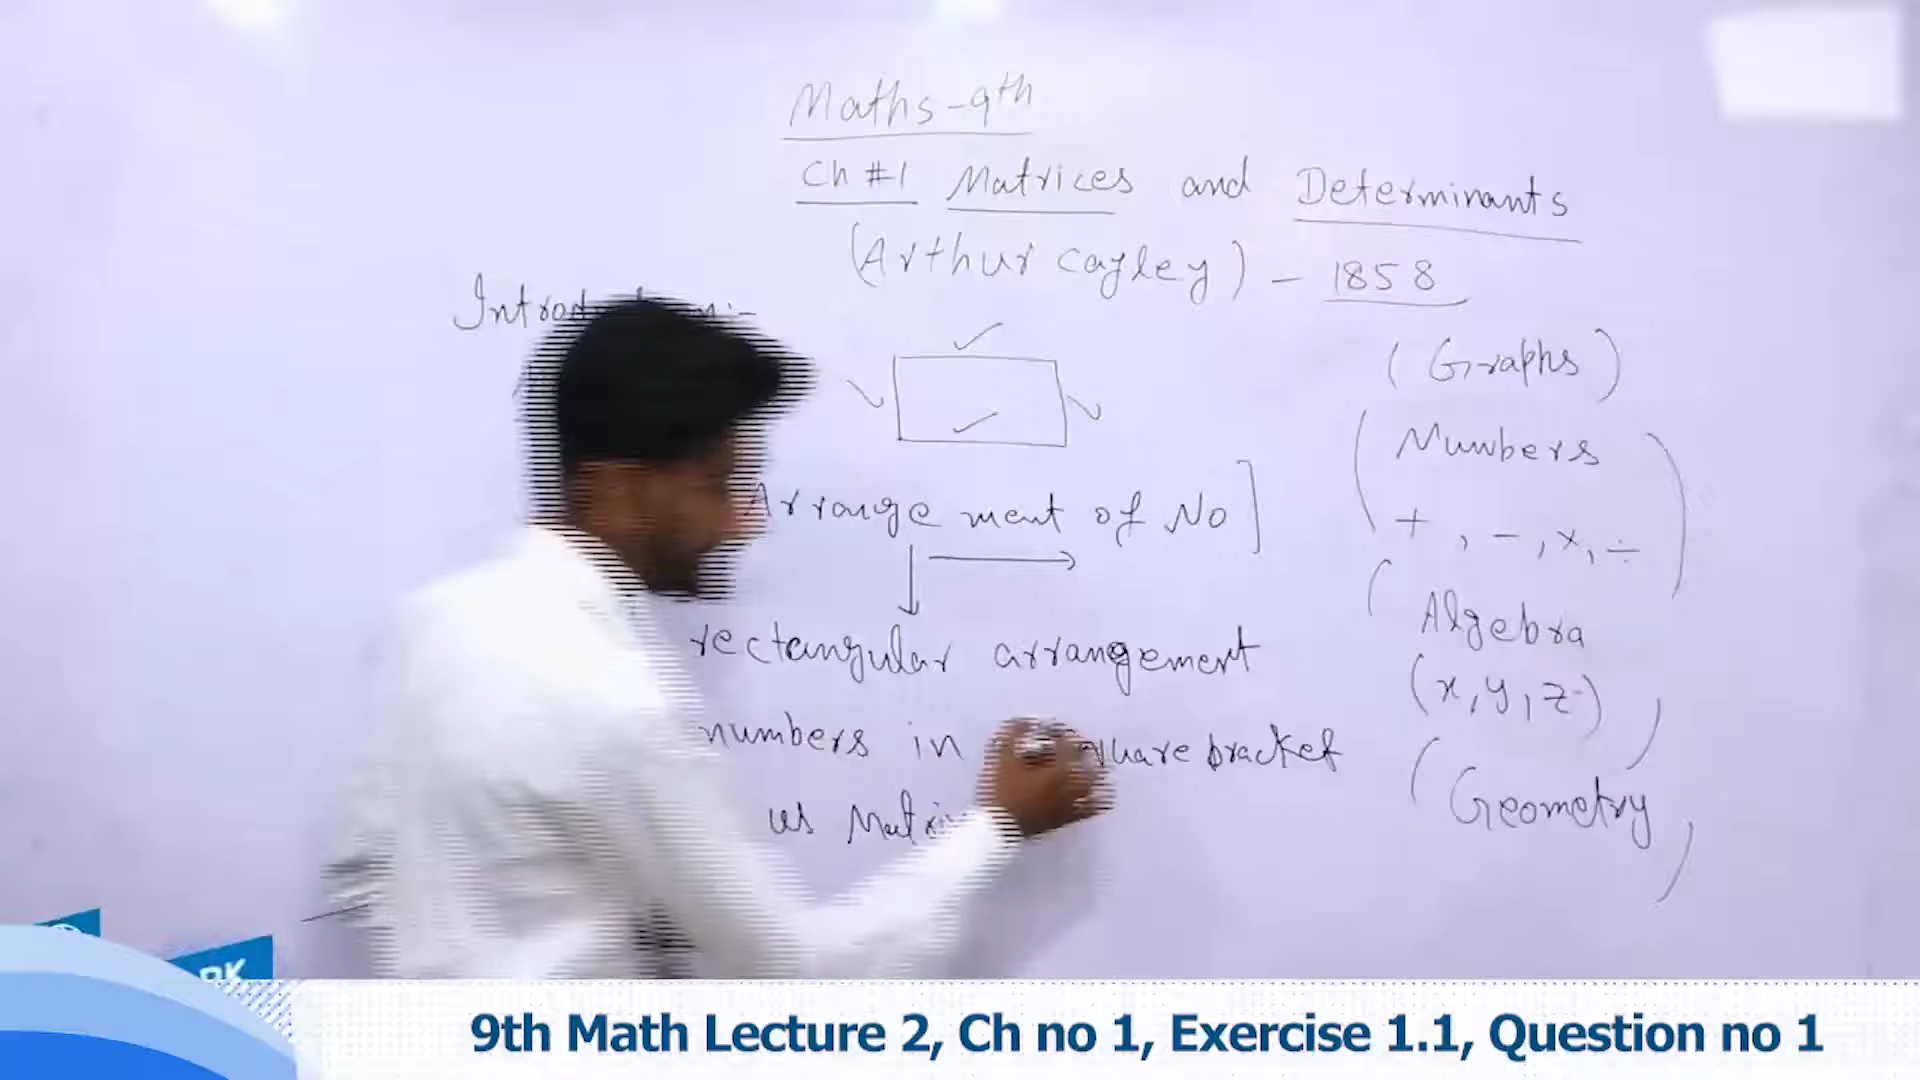 Maths-9th
Ch #1 Matrices and Determinants
(Arthur Cayley) - 1858
(Graphs)
Numbers
Arrangement of No]
+, -, x, ÷
Algebra
rectangular arrangement
(x, y, z)
numbers in bracket
Geometry
9th Math Lecture 2, Ch no 1, Exercise 1.1, Question no 1